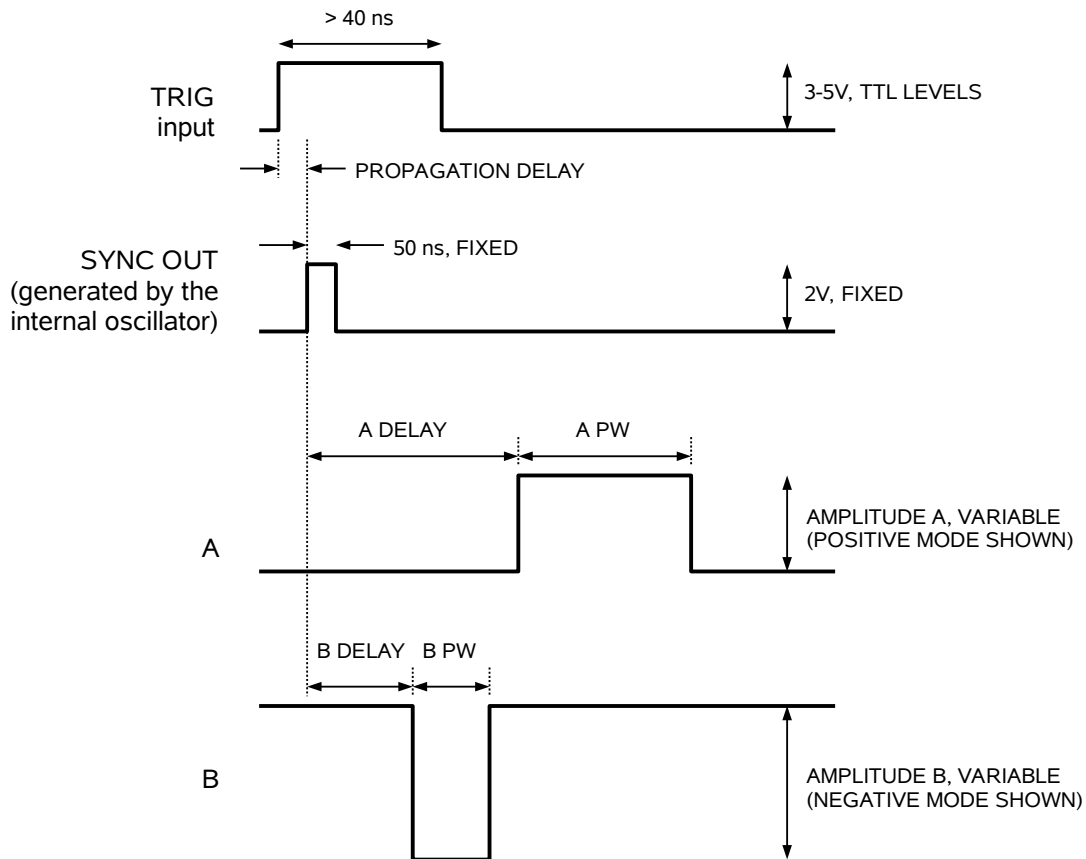 > 40 ns
TRIG
input
3-5V, TTL LEVELS
PROPAGATION DELAY
50 ns, FIXED
SYNC OUT
(generated by the
internal oscillator)
2V, FIXED
A DELAY
A PW
A
AMPLITUDE A, VARIABLE
(POSITIVE MODE SHOWN)
B DELAY
B PW
B
AMPLITUDE B, VARIABLE
(NEGATIVE MODE SHOWN)